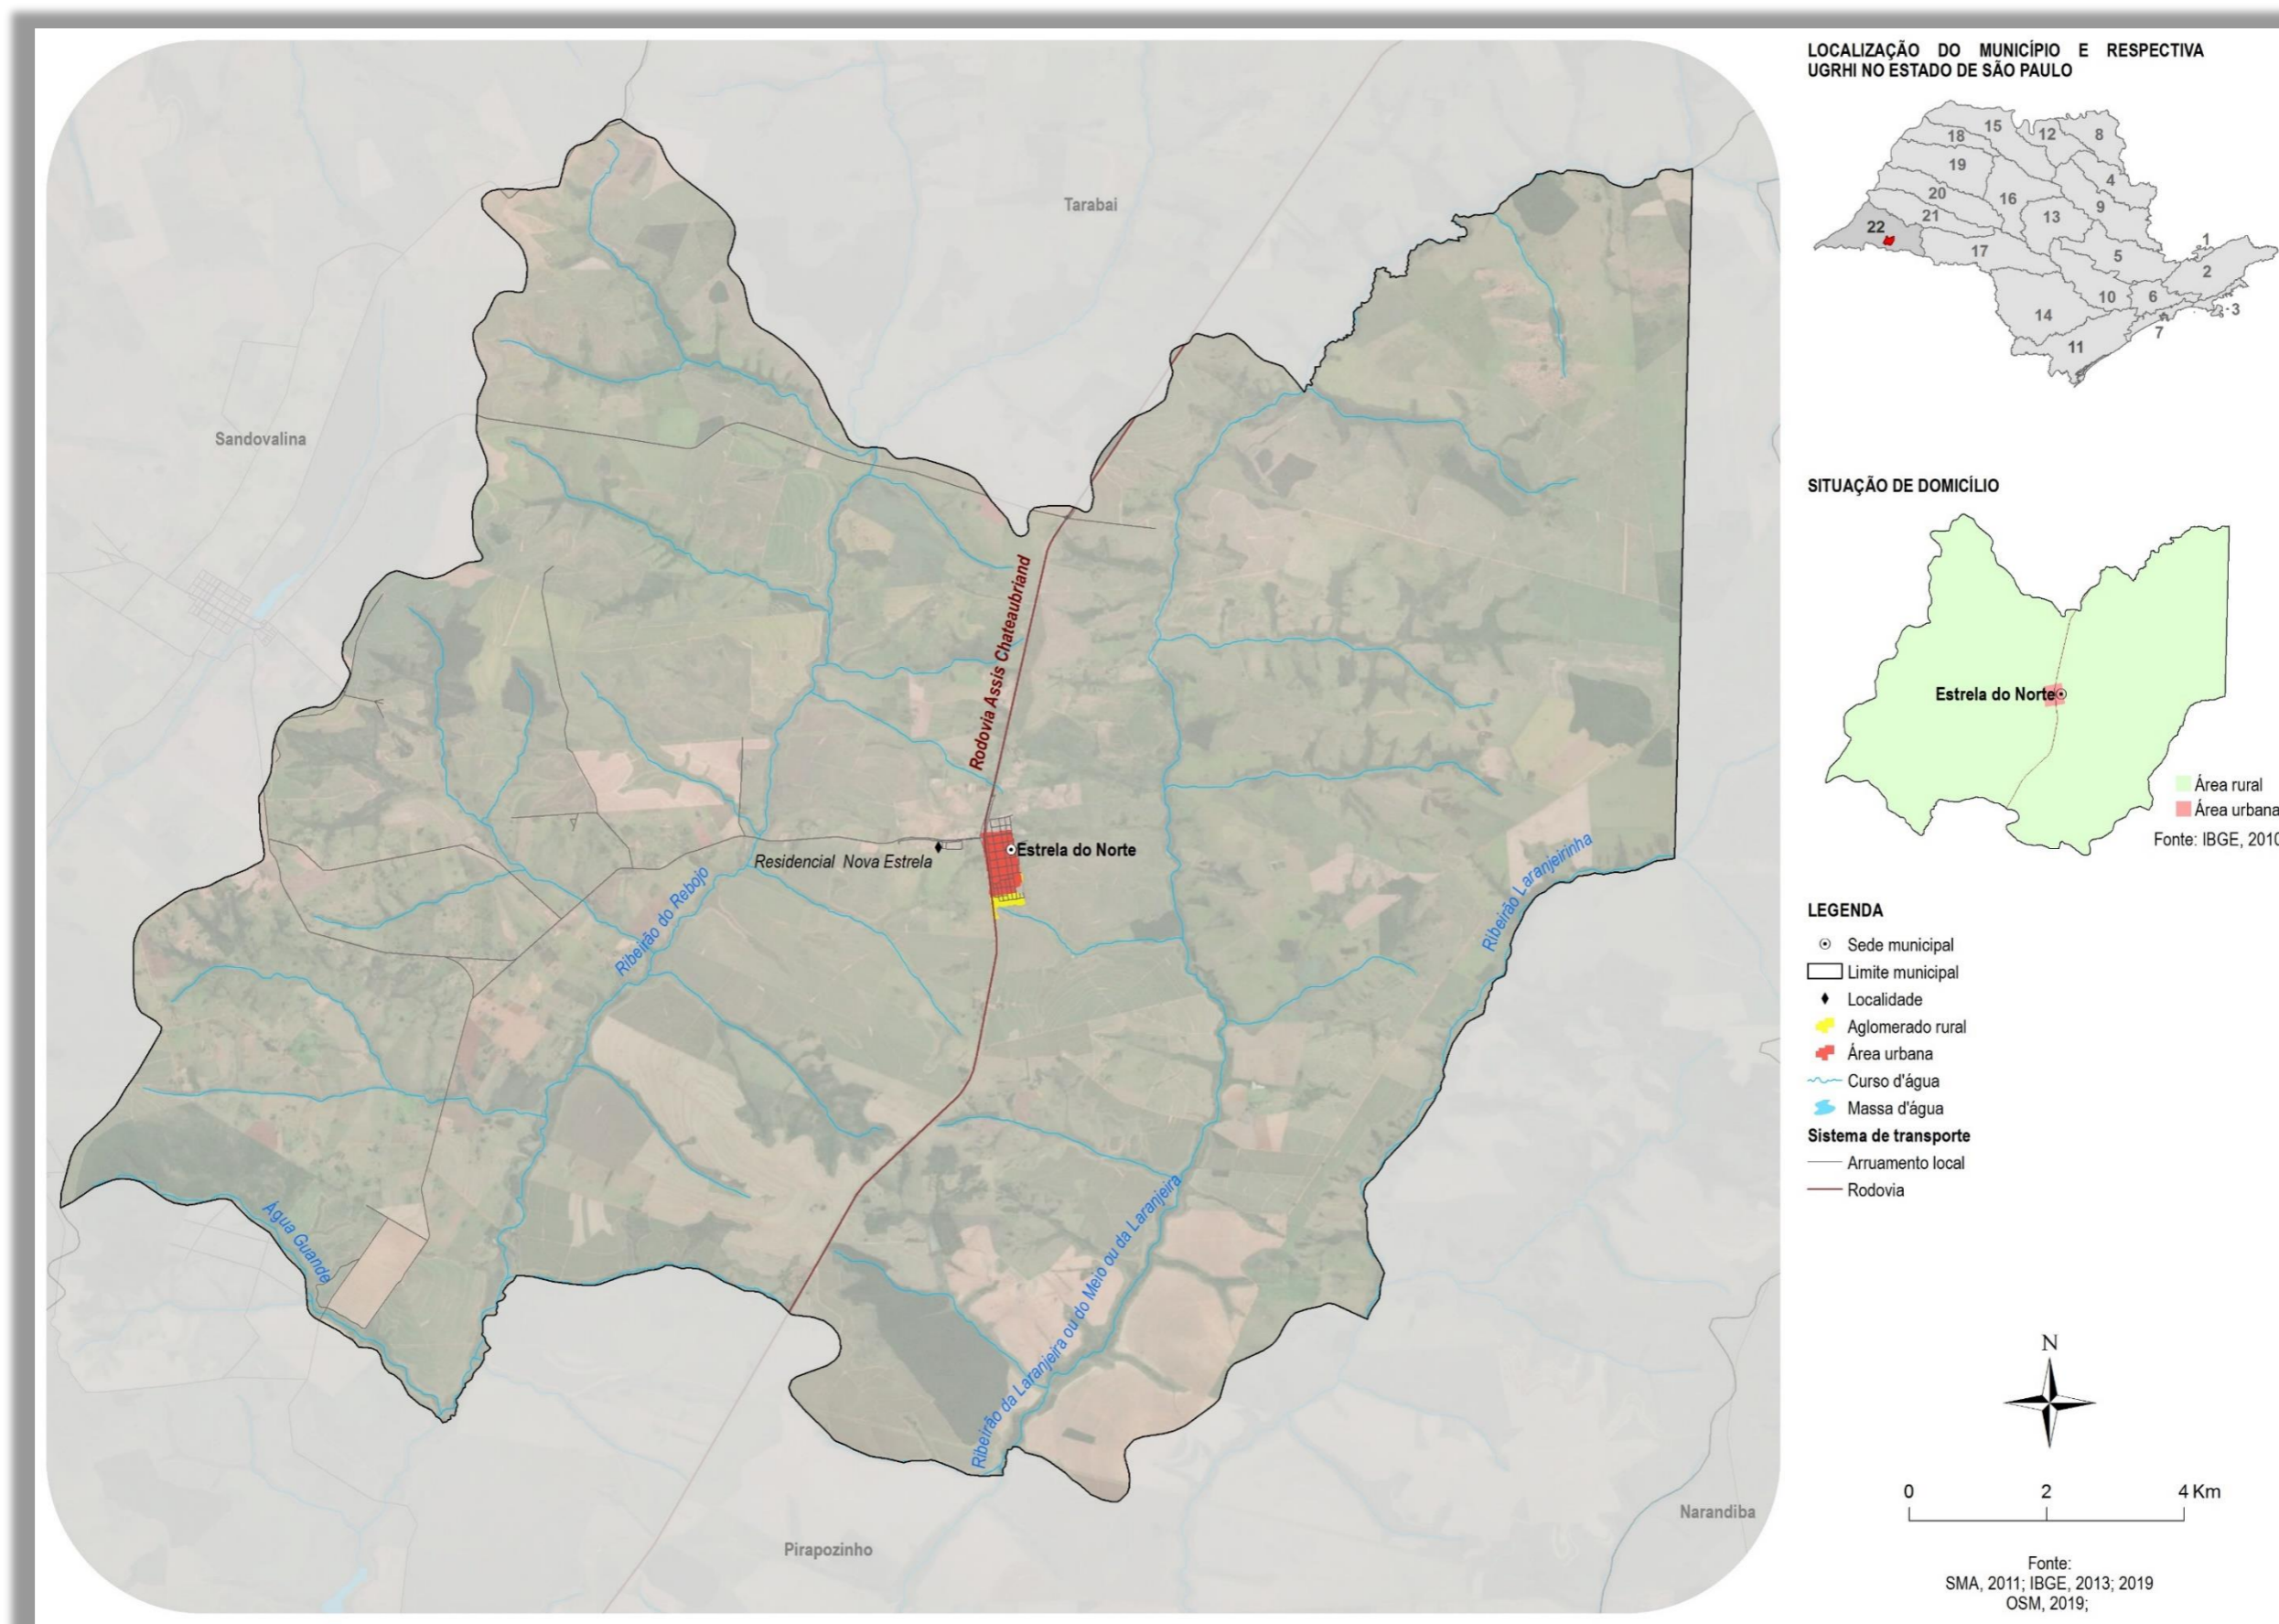 Tarabai
Sandovalina
Rodovia Assis Chateaubriand
Estrela do Norte
Residencial Nova Estrela
Ribeirão do Rebojo
Ribeirão Laranjeirinha
Água Guande
Ribeirão da Laranjeira ou do Meio ou da Laranjeira
Pirapozinho
Narandiba
LOCALIZAÇÃO DO MUNICÍPIO E RESPECTIVA
UGRHI NO ESTADO DE SÃO PAULO
15
18
12
8
19
4
20
16
9
21
13
22
17
1
5
2
10
6
3
14
7
11
SITUAÇÃO DE DOMICÍLIO
Estrela do Norte
Área rural
Área urbana
Fonte: IBGE, 2010
LEGENDA
Sede municipal
Limite municipal
Localidade
Aglomerado rural
Área urbana
Curso d'água
Massa d'água
Sistema de transporte
Arruamento local
Rodovia
N
0 2 4 Km
Fonte:
SMA, 2011; IBGE, 2013; 2019
OSM, 2019;